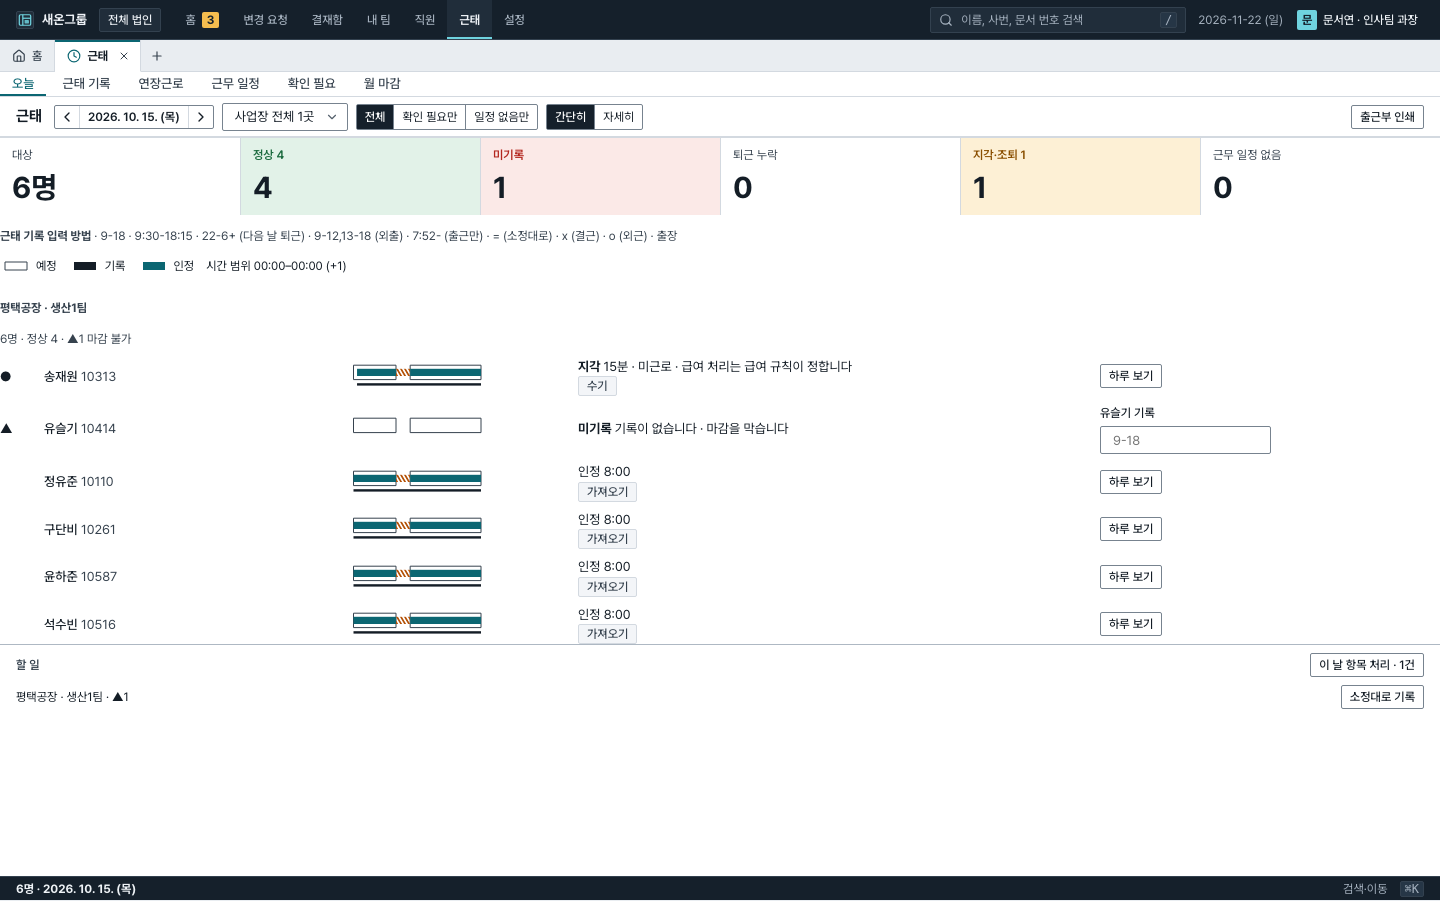 새온그룹 전체 법인 홈 3 변경 요청 결재함 내 팀 직원 근태 설정 이름, 사번, 문서 번호 검색 / 2026-11-22 (일) 문 문서연 · 인사팀 과장
홈 근태
오늘 근태 기록 연장근로 근무 일정 확인 필요 월 마감
근태 2026. 10. 15. (목) 사업장 전체 1곳 전체 확인 필요만 일정 없음만 간단히 자세히 출근부 인쇄
대상 정상 4 미기록 퇴근 누락 지각·조퇴 1 근무 일정 없음
6명 4 1 0 1 0
근태 기록 입력 방법 · 9-18 · 9:30-18:15 · 22-6+ (다음 날 퇴근) · 9-12,13-18 (외출) · 7:52- (출근만) · = (소정대로) · x (결근) · o (외근) · 출장
예정 기록 인정 시간 범위 00:00–00:00 (+1)
평택공장 · 생산1팀
6명 · 정상 4 · ▲1 마감 불가
● 송재원 10313 지각 15분 · 미근로 · 급여 처리는 급여 규칙이 정합니다 하루 보기
수기
유슬기 기록
▲ 유슬기 10414 미기록 기록이 없습니다 · 마감을 막습니다
9-18
정유준 10110 인정 8:00 하루 보기
가져오기
구단비 10261 인정 8:00 하루 보기
가져오기
윤하준 10587 인정 8:00 하루 보기
가져오기
석수빈 10516 인정 8:00 하루 보기
가져오기
할 일 이 날 항목 처리 · 1건
평택공장 · 생산1팀 · ▲1 소정대로 기록
6명 · 2026. 10. 15. (목) 검색·이동 ⌘K